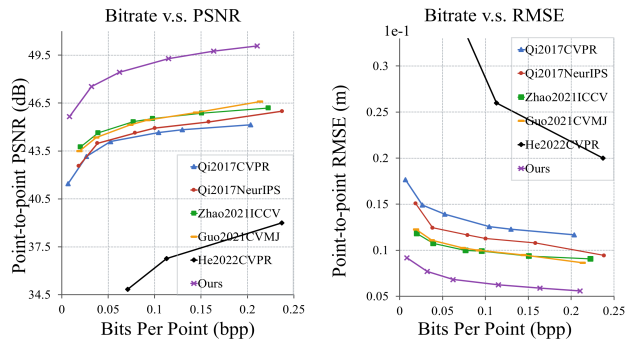 Bitrate v.s. PSNR
Point-to-point PSNR (dB)
49.5
46.5
43.5
40.5
37.5
34.5
0
0.05
0.1
0.15
0.2
0.25
Bits Per Point (bpp)
Qi2017CVPR
Qi2017NeurIPS
Zhao2021ICCV
Guo2021CVMJ
He2022CVPR
Ours
Bitrate v.s. RMSE
1e-1
Point-to-point RMSE (m)
0.3
0.25
0.2
0.15
0.1
0.05
0
0.05
0.1
0.15
0.2
0.25
Bits Per Point (bpp)
Qi2017CVPR
Qi2017NeurIPS
Zhao2021ICCV
Guo2021CVMJ
He2022CVPR
Ours